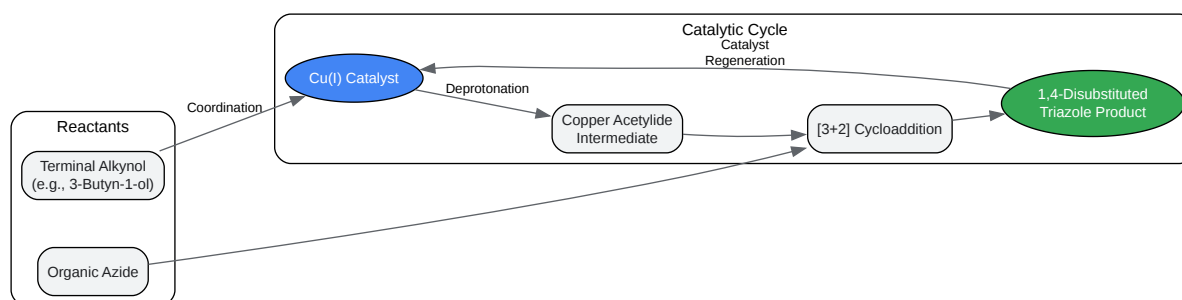 Catalytic Cycle
Catalyst
Regeneration
Cu(I) Catalyst
Deprotonation
1,4-Disubstituted
Triazole Product
Coordination
Copper Acetylide
Intermediate
[3+2] Cycloaddition
Reactants
Terminal Alkynol
(e.g., 3-Butyn-1-ol)
Organic Azide